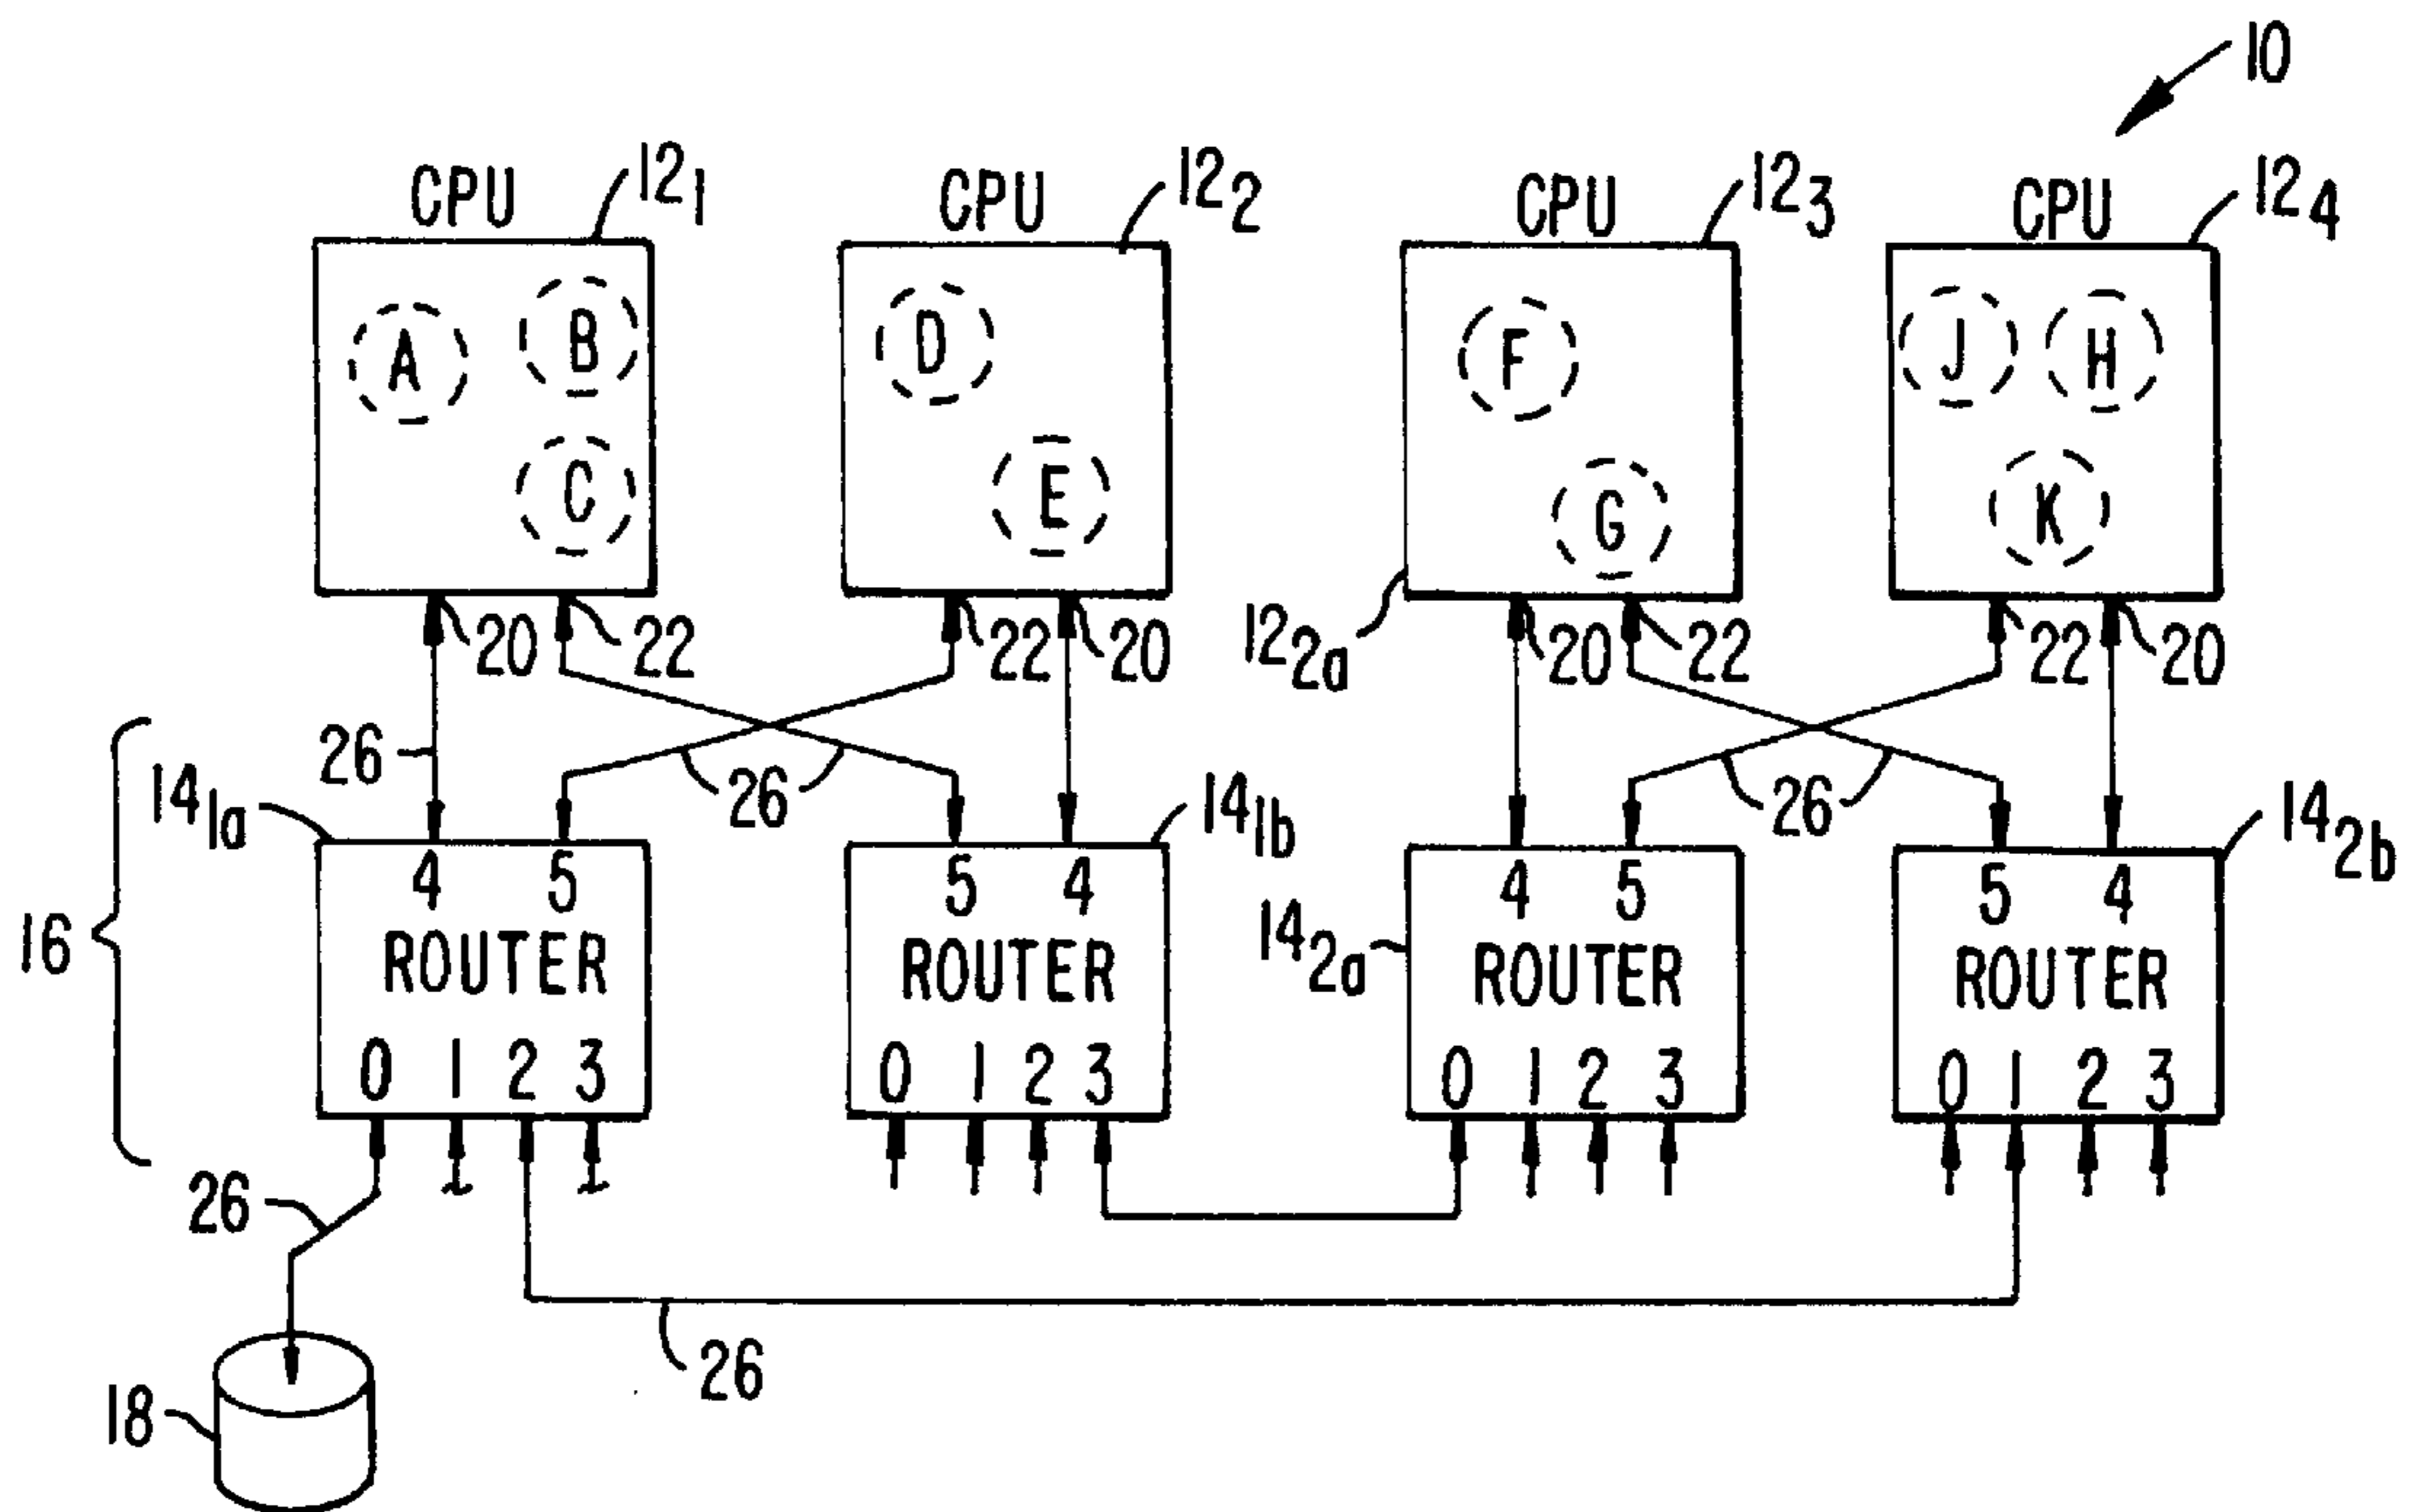 10
CPU 12₁ CPU 12₂ CPU 12₃ CPU 12₄
A B D F J H
C E G K
20 22 22 20 12₂ₐ 20 22 22 20
26 26 26
14₁ₐ 14₁b 14₂b
4 5 5 4 4 5 5 4
16 14₂ₐ
ROUTER ROUTER ROUTER ROUTER
0 1 2 3 0 1 2 3 0 1 2 3 0 1 2 3
26
26
18